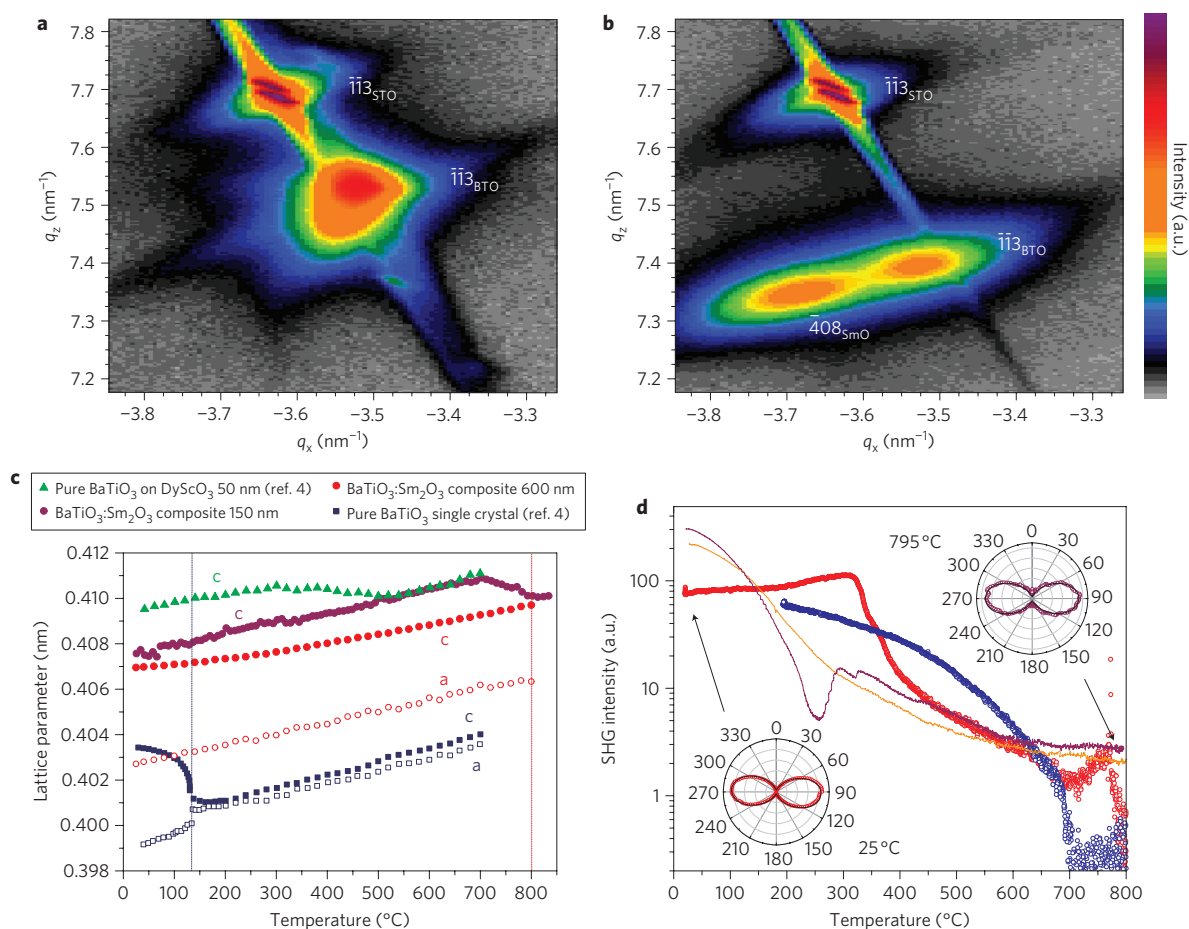 a
7.8
7.7
7.6
7.5
7.4
7.3
7.2
q_z (nm⁻¹)
1̄1̄3_STO
1̄1̄3_BTO
−3.8 −3.6 −3.5 −3.3
q_x (nm⁻¹)
b
7.8
7.7
7.6
7.5
7.4
7.3
7.2
q_z (nm⁻¹)
1̄1̄3_STO
1̄1̄3_BTO
4̄08_SmO
−3.8 −3.7 −3.5 −3.3
q_x (nm⁻¹)
Intensity (a.u.)
c
Pure BaTiO₃ on DyScO₃ 50 nm (ref. 4)
BaTiO₃:Sm₂O₃ composite 600 nm
BaTiO₃:Sm₂O₃ composite 150 nm
Pure BaTiO₃ single crystal (ref. 4)
0.412
0.410
0.408
0.406
0.404
0.402
0.400
0.398
Lattice parameter (nm)
c
c
c
a
c
a
0 100 200 300 400 500 600 700 800
Temperature (°C)
d
100
10
1
SHG intensity (a.u.)
795 °C
0
30
60
90
120
150
180
210
240
270
300
330
0
30
60
90
120
150
180
210
240
270
300
330
25 °C
0 100 200 300 400 500 600 700 800
Temperature (°C)